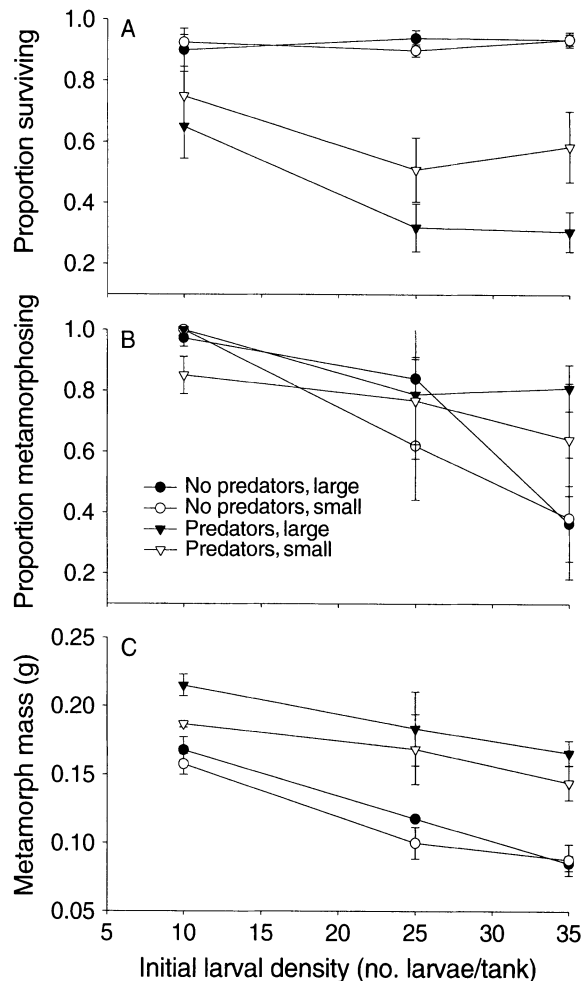 A
Proportion surviving
1.0
0.8
0.6
0.4
0.2
B
Proportion metamorphosing
1.0
0.8
0.6
0.4
0.2
No predators, large
No predators, small
Predators, large
Predators, small
C
Metamorph mass (g)
0.25
0.20
0.15
0.10
0.05
5 10 15 20 25 30 35
Initial larval density (no. larvae/tank)